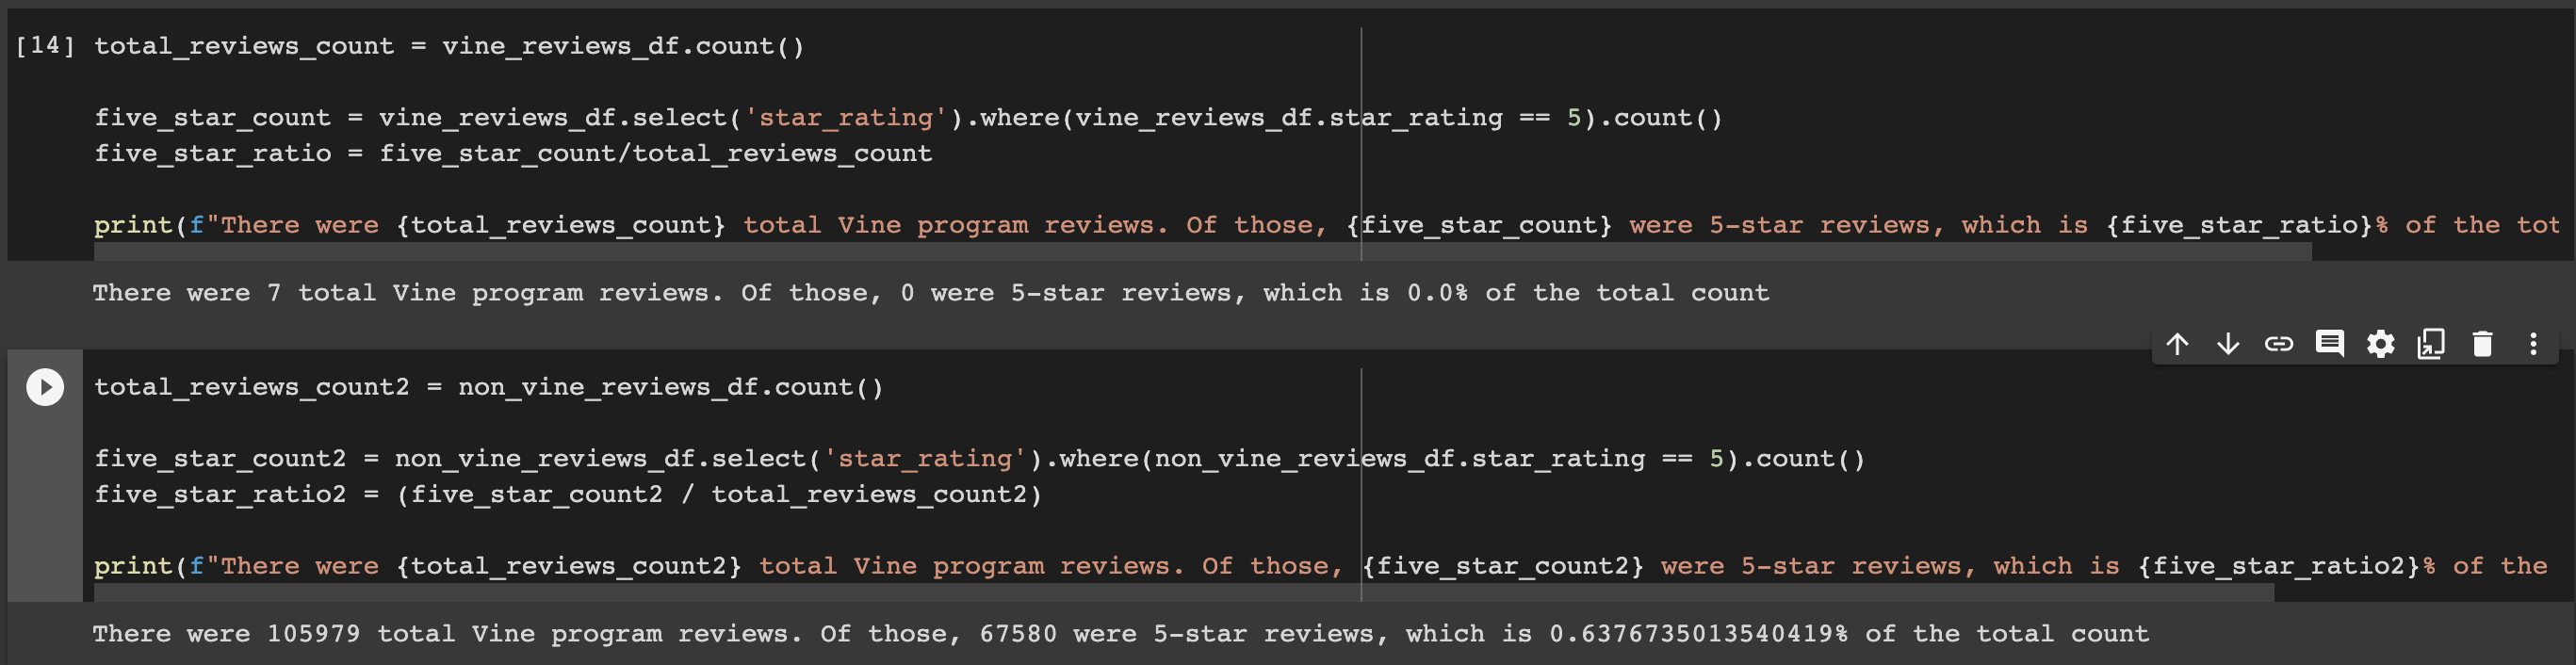 [14] total_reviews_count = vine_reviews_df.count()
five_star_count = vine_reviews_df.select('star_rating').where(vine_reviews_df.star_rating == 5).count()
five_star_ratio = five_star_count/total_reviews_count
print(f"There were {total_reviews_count} total Vine program reviews. Of those, {five_star_count} were 5-star reviews, which is {five_star_ratio}% of the tot
There were 7 total Vine program reviews. Of those, 0 were 5-star reviews, which is 0.0% of the total count
total_reviews_count2 = non_vine_reviews_df.count()
five_star_count2 = non_vine_reviews_df.select('star_rating').where(non_vine_reviews_df.star_rating == 5).count()
five_star_ratio2 = (five_star_count2 / total_reviews_count2)
print(f"There were {total_reviews_count2} total Vine program reviews. Of those, {five_star_count2} were 5-star reviews, which is {five_star_ratio2}% of the
There were 105979 total Vine program reviews. Of those, 67580 were 5-star reviews, which is 0.6376735013540419% of the total count